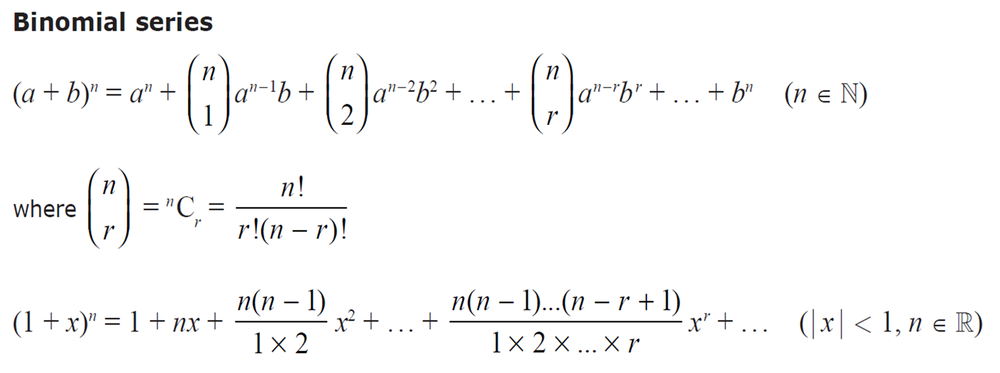 Binomial series
(a + b)ⁿ = aⁿ + (n 1) aⁿ⁻¹b + (n 2) aⁿ⁻²b² + ... + (n r) aⁿ⁻ʳbʳ + ... + bⁿ (n ∈ ℕ)
where (n r) = ⁿCᵣ = n! / r!(n − r)!
(1 + x)ⁿ = 1 + nx + n(n − 1) / 1 × 2 x² + ... + n(n − 1)...(n − r + 1) / 1 × 2 × ... × r xʳ + ... (|x| < 1, n ∈ ℝ)